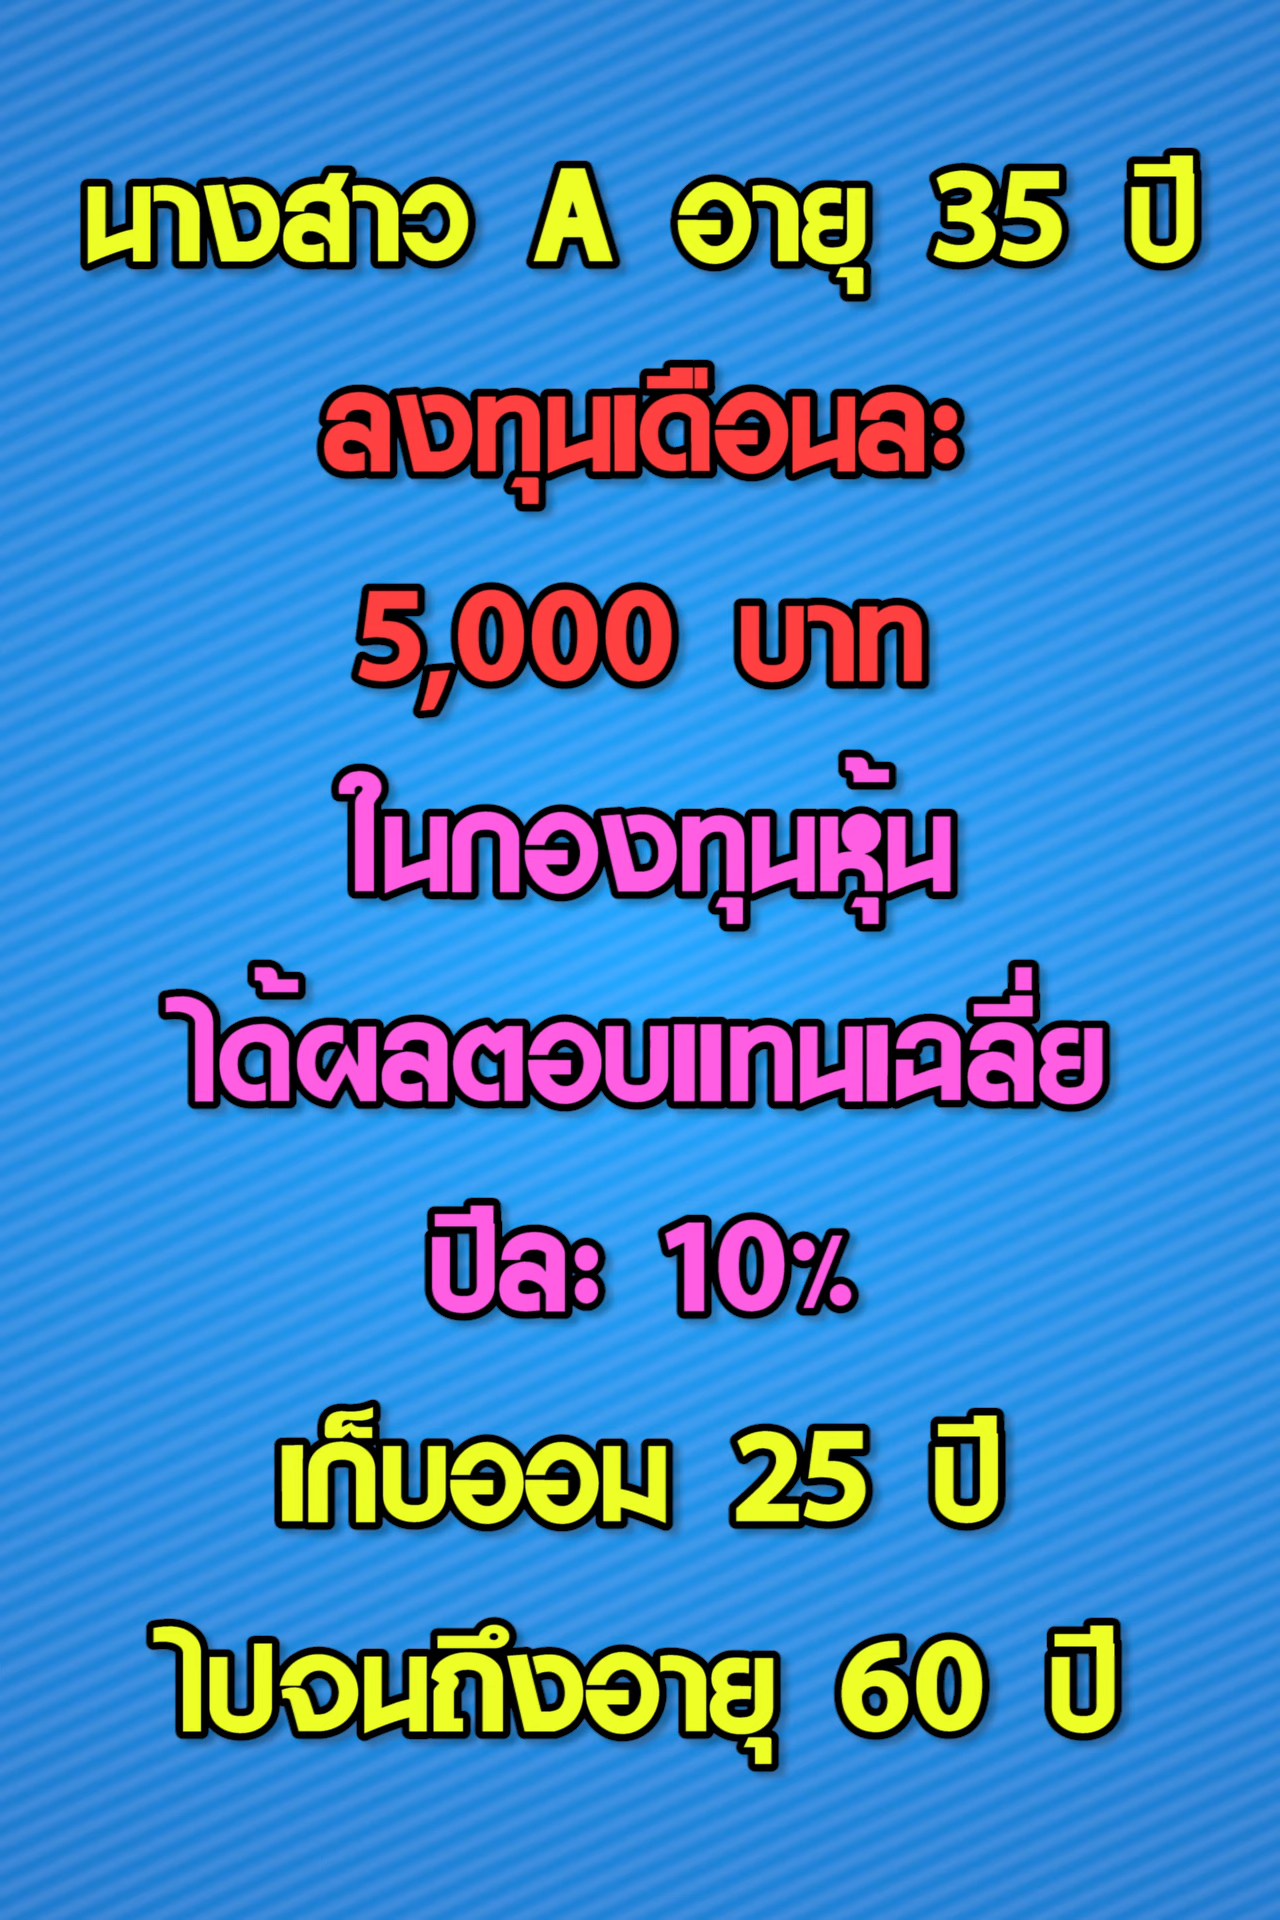 นางสาว A อายุ 35 ปี
ลงทุนเดือนละ
5,000 บาท
ในกองทุนหุ้น
ได้ผลตอบแทนเฉลี่ย
ปีละ 10%
เก็บออม 25 ปี
ไปจนถึงอายุ 60 ปี